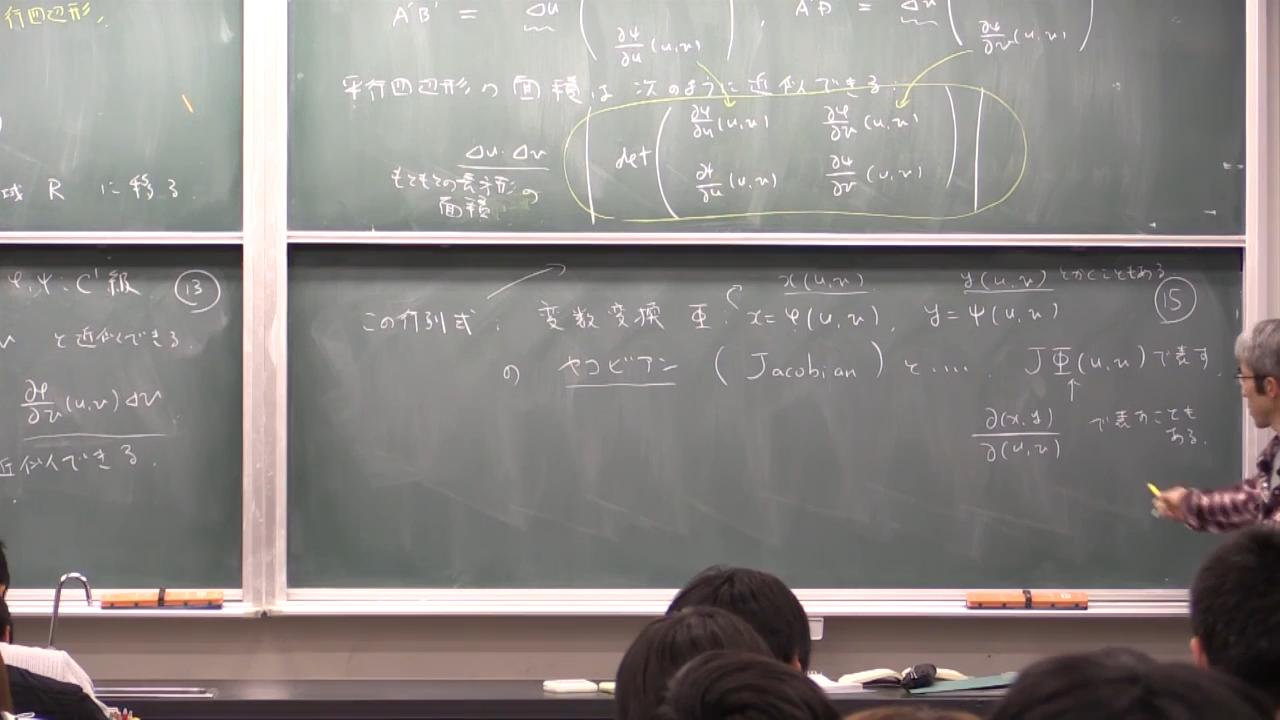 行四辺形.
域 R に移る
φ, ψ : C¹級 ⑬
と近似できる.
∂φ/∂v (u,v) Δv
近似できる.
A'B' = Δu ( ∂ψ/∂u (u,v) ) , A'D' = Δv ( ∂ψ/∂v (u,v) )
平行四辺形の面積は次のように近似できる:
Δu・Δv | det ( ∂φ/∂u (u,v) ∂φ/∂v (u,v)
∂ψ/∂u (u,v) ∂ψ/∂v (u,v) ) |
もともとの長方形の
面積
x(u,v) y(u,v) とかくこともある ⑮
この行列式: 変数変換 Φ: x=φ(u,v), y=ψ(u,v)
の ヤコビアン (Jacobian) と.... JΦ(u,v) で表す.
↑
∂(x,y)/∂(u,v) で表すことも
ある.